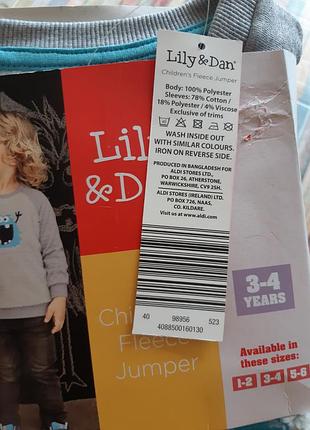 Lily & Dan®
Children's Fleece Jumper
Body: 100% Polyester
Sleeves: 78% Cotton /
18% Polyester / 4% Viscose
Exclusive of trims
WASH INSIDE OUT
WITH SIMILAR COLOURS.
IRON ON REVERSE SIDE.
PRODUCED IN BANGLADESH FOR
ALDI STORES LTD.,
PO BOX 26, ATHERSTONE,
WARWICKSHIRE, CV9 2SH.
ALDI STORES (IRELAND) LTD.
PO BOX 726, NAAS,
CO. KILDARE.
Visit us at www.aldi.com
40 98956 523
4088500160130
Lil
& D
Chi
Fleece
Jumper
3-4
YEARS
Available in
these sizes:
1-2 3-4 5-6